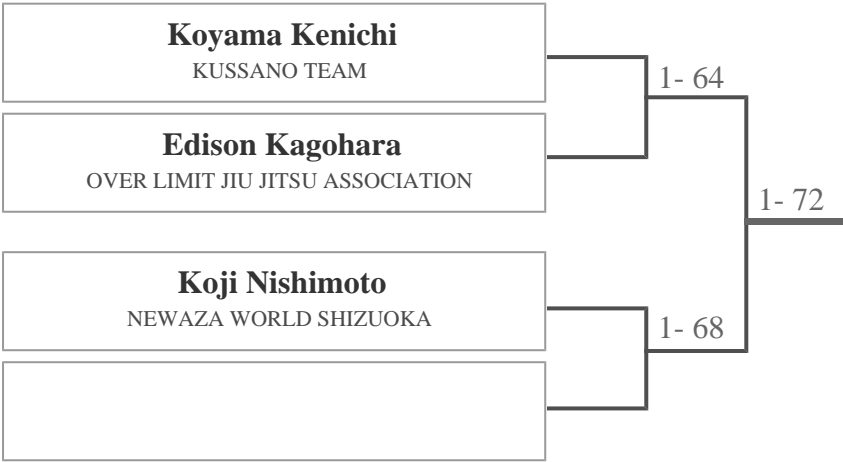 Koyama Kenichi
KUSSANO TEAM
1- 64
Edison Kagohara
OVER LIMIT JIU JITSU ASSOCIATION
1- 72
Koji Nishimoto
NEWAZA WORLD SHIZUOKA
1- 68